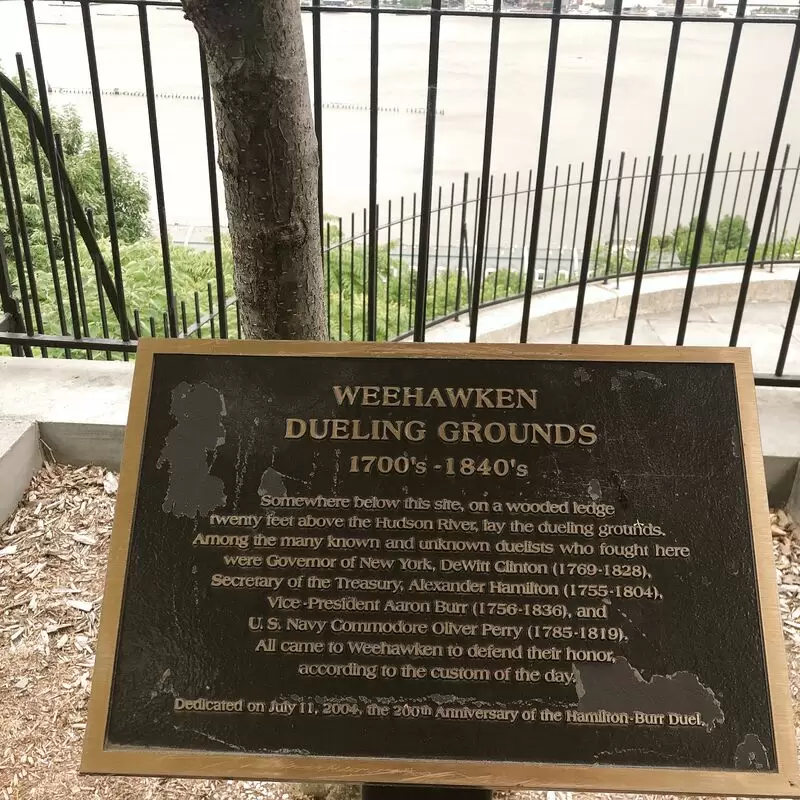 WEEHAWKEN
DUELING GROUNDS
1700's - 1840's
Somewhere below this site, on a wooded ledge
twenty feet above the Hudson River, lay the dueling grounds.
Among the many known and unknown duelists who fought here
were Governor of New York, DeWitt Clinton (1769-1828),
Secretary of the Treasury, Alexander Hamilton (1755-1804),
Vice-President Aaron Burr (1756-1836), and
U. S. Navy Commodore Oliver Perry (1785-1819).
All came to Weehawken to defend their honor,
according to the custom of the day.
Dedicated on July 11, 2004, the 200th Anniversary of the Hamilton-Burr Duel.